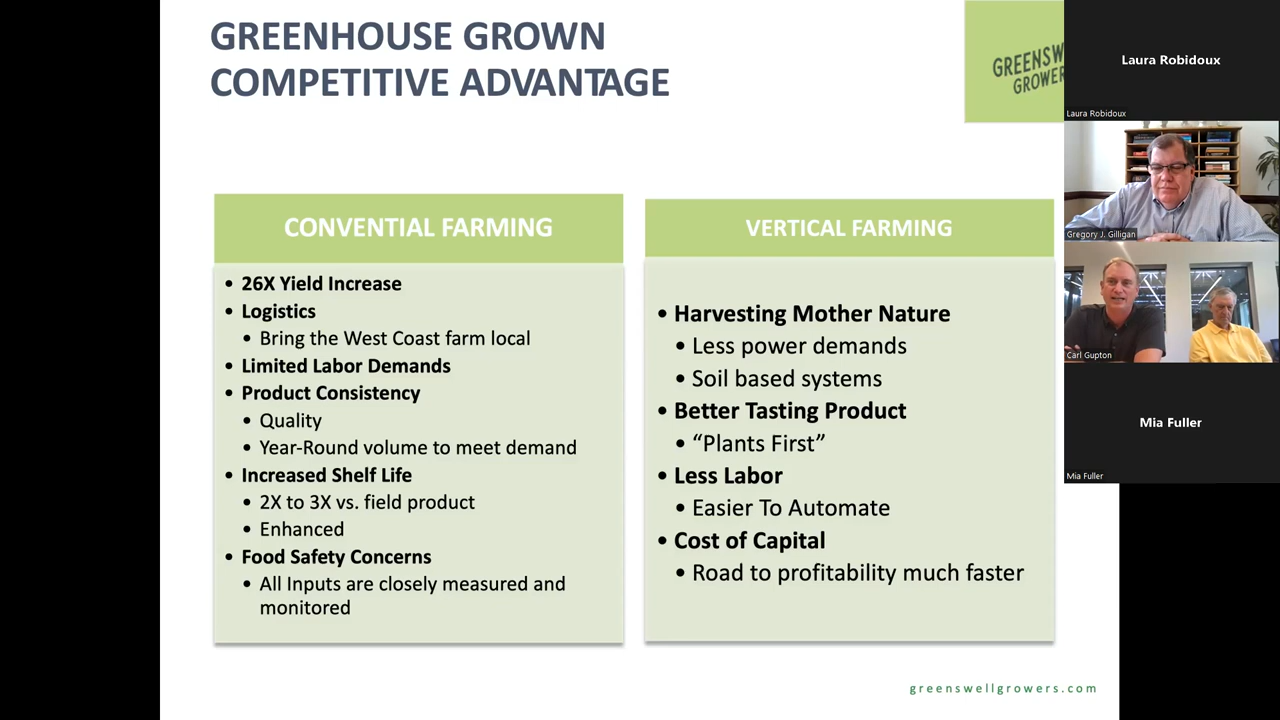 GREENHOUSE GROWN
COMPETITIVE ADVANTAGE
GREENSW
GROWE
CONVENTIAL FARMING
• 26X Yield Increase
• Logistics
• Bring the West Coast farm local
• Limited Labor Demands
• Product Consistency
• Quality
• Year-Round volume to meet demand
• Increased Shelf Life
• 2X to 3X vs. field product
• Enhanced
• Food Safety Concerns
• All Inputs are closely measured and
monitored
VERTICAL FARMING
• Harvesting Mother Nature
• Less power demands
• Soil based systems
• Better Tasting Product
• “Plants First”
• Less Labor
• Easier To Automate
• Cost of Capital
• Road to profitability much faster
greenswellgrowers.com
Laura Robidoux
Laura Robidoux
Gregory J. Gilligan
Carl Gupton
Mia Fuller
Mia Fuller